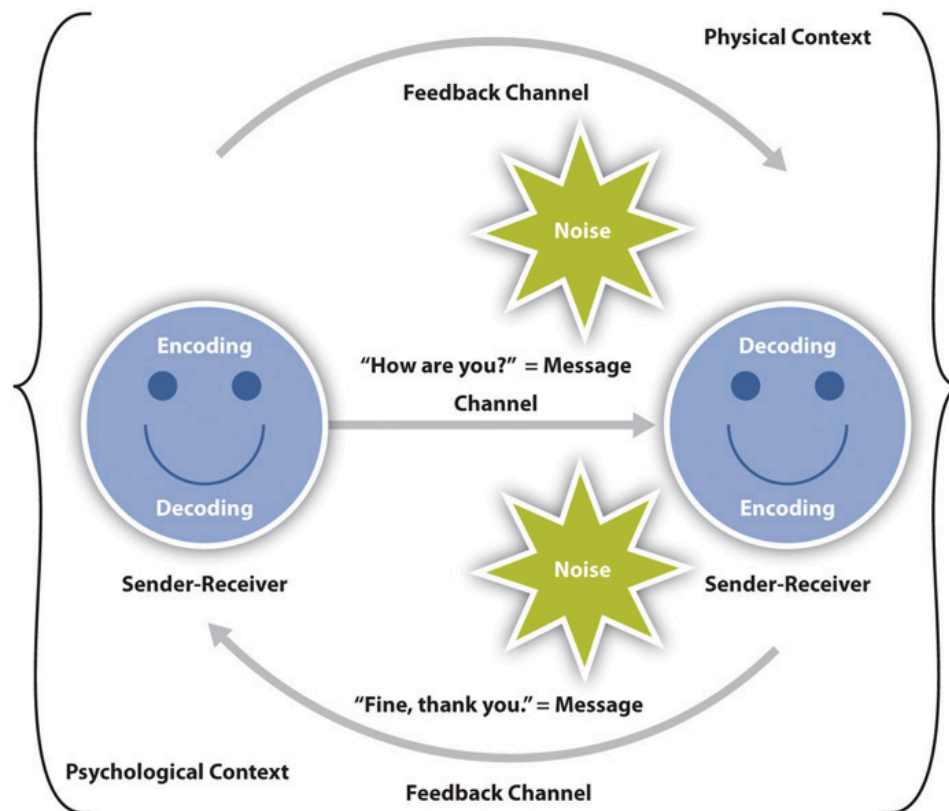 Physical Context
Feedback Channel
Noise
Encoding
Decoding
“How are you?” = Message
Channel
Decoding
Encoding
Noise
Sender-Receiver
Sender-Receiver
“Fine, thank you.” = Message
Psychological Context
Feedback Channel